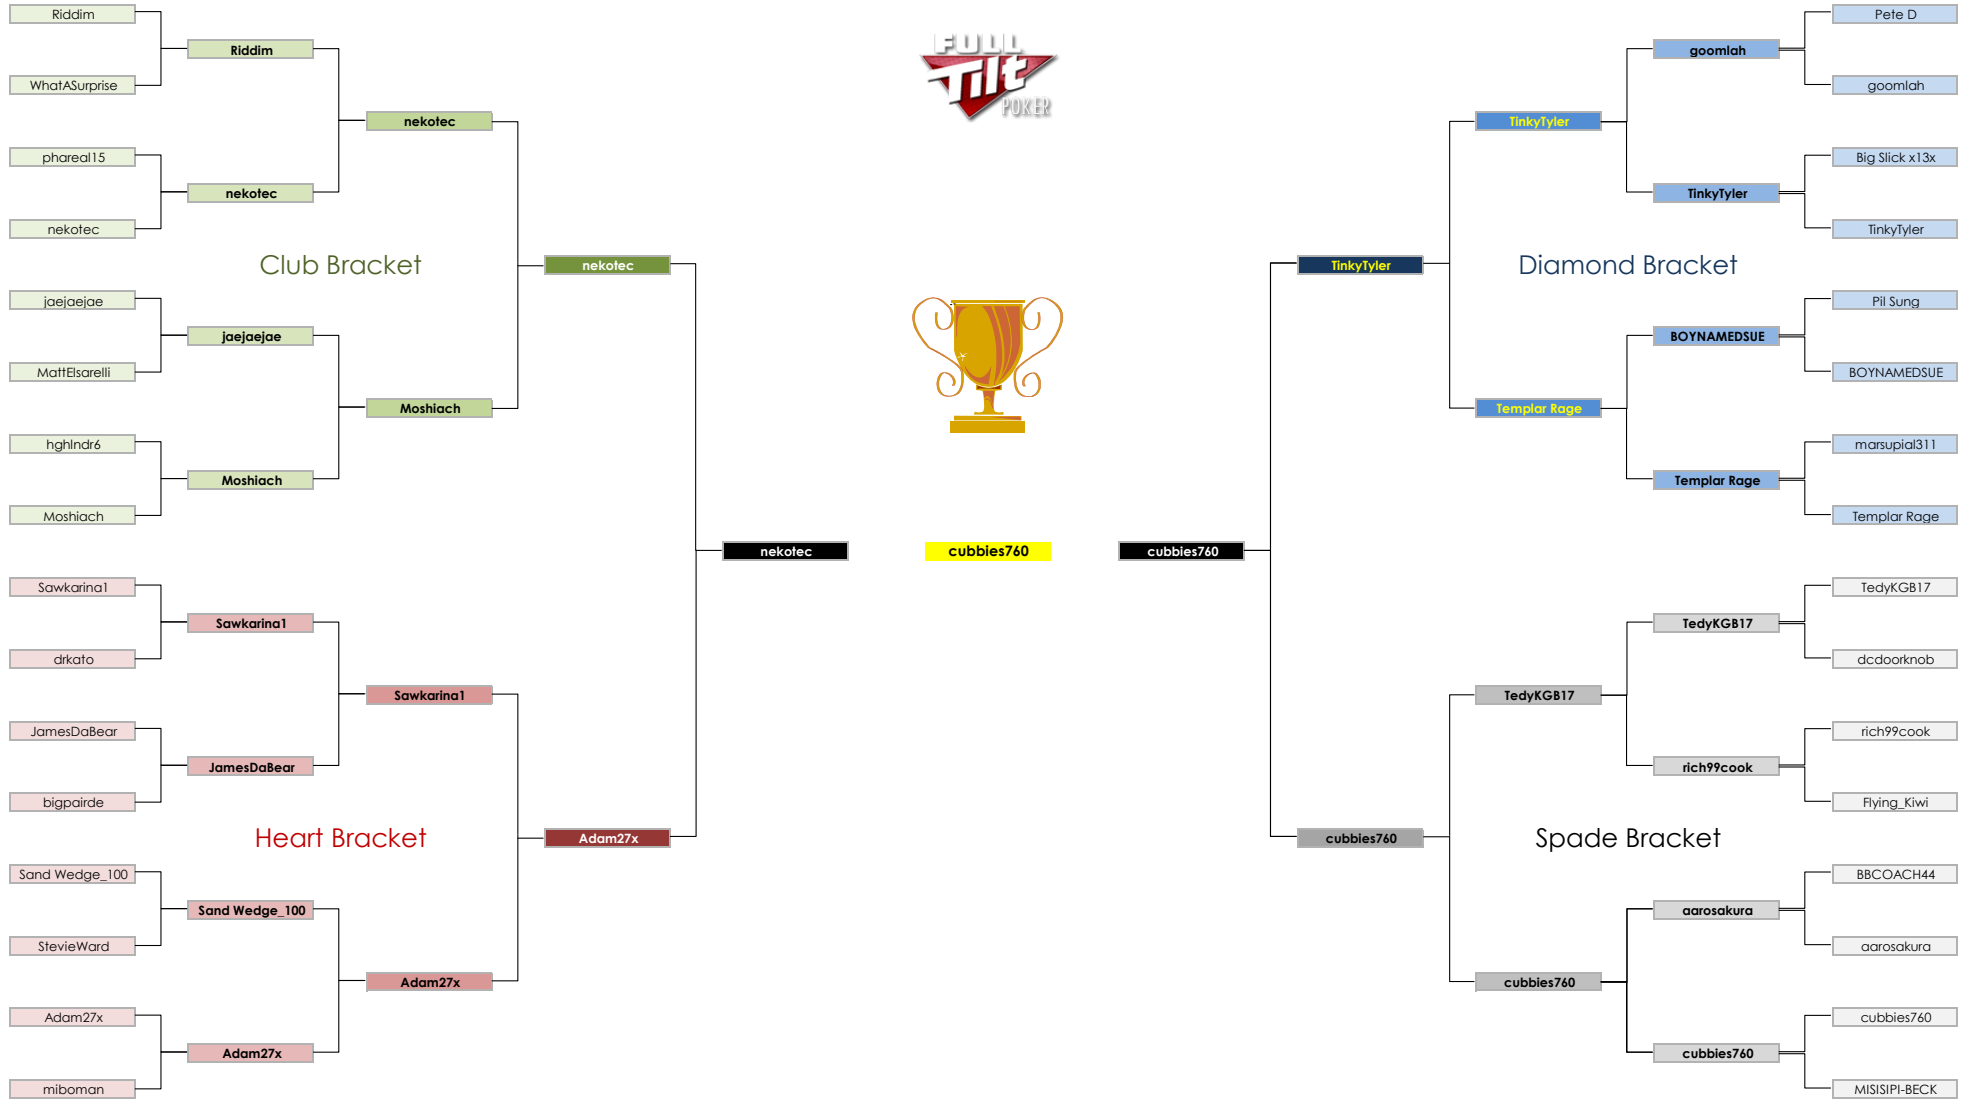 Riddim
WhatASurprise
phareal15
nekotec
jaejaejae
MattElsarelli
hghlndr6
Moshiach
Sawkarina1
drkato
JamesDaBear
bigpairde
Sand Wedge_100
StevieWard
Adam27x
miboman
Riddim
nekotec
jaejaejae
Moshiach
Sawkarina1
JamesDaBear
Sand Wedge_100
Adam27x
Club Bracket
Heart Bracket
nekotec
Moshiach
Sawkarina1
Adam27x
nekotec
Adam27x
nekotec
FULL
Tilt
POKER
cubbies760
cubbies760
TinkyTyler
cubbies760
TinkyTyler
Templar Rage
TedyKGB17
cubbies760
Diamond Bracket
Spade Bracket
goomlah
TinkyTyler
BOYNAMEDSUE
Templar Rage
TedyKGB17
rich99cook
aarosakura
cubbies760
Pete D
goomlah
Big Slick x13x
TinkyTyler
Pil Sung
BOYNAMEDSUE
marsupial311
Templar Rage
TedyKGB17
dcdoorknob
rich99cook
Flying_Kiwi
BBCOACH44
aarosakura
cubbies760
MISISIPI-BECK